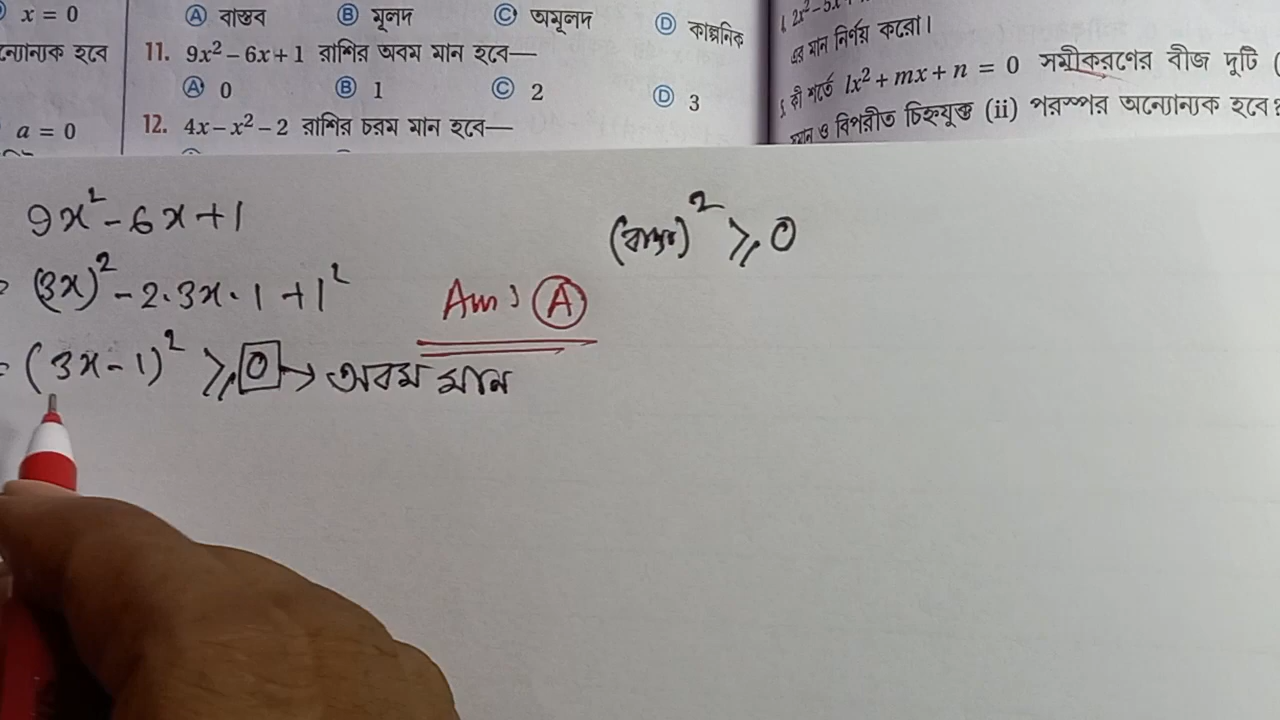 x = 0
Ⓐ বাস্তব Ⓑ মূলদ Ⓒ অমূলদ Ⓓ কাল্পনিক
ন্যোন্যক হবে
11. 9x² – 6x + 1 রাশির অবম মান হবে—
Ⓐ 0 Ⓑ 1 Ⓒ 2 Ⓓ 3
a = 0
12. 4x – x² – 2 রাশির চরম মান হবে—
এর মান নির্ণয় করো।
কী শর্তে lx² + mx + n = 0 সমীকরণের বীজ দুটি (
ও বিপরীত চিহ্নযুক্ত (ii) পরস্পর অন্যোন্যক হবে?
9x² - 6x + 1
(3x)² - 2·3x·1 + 1²
= (3x - 1)² ≥ 0 → অবম মান
Ans: Ⓐ
(বাস্তব)² ≥ 0